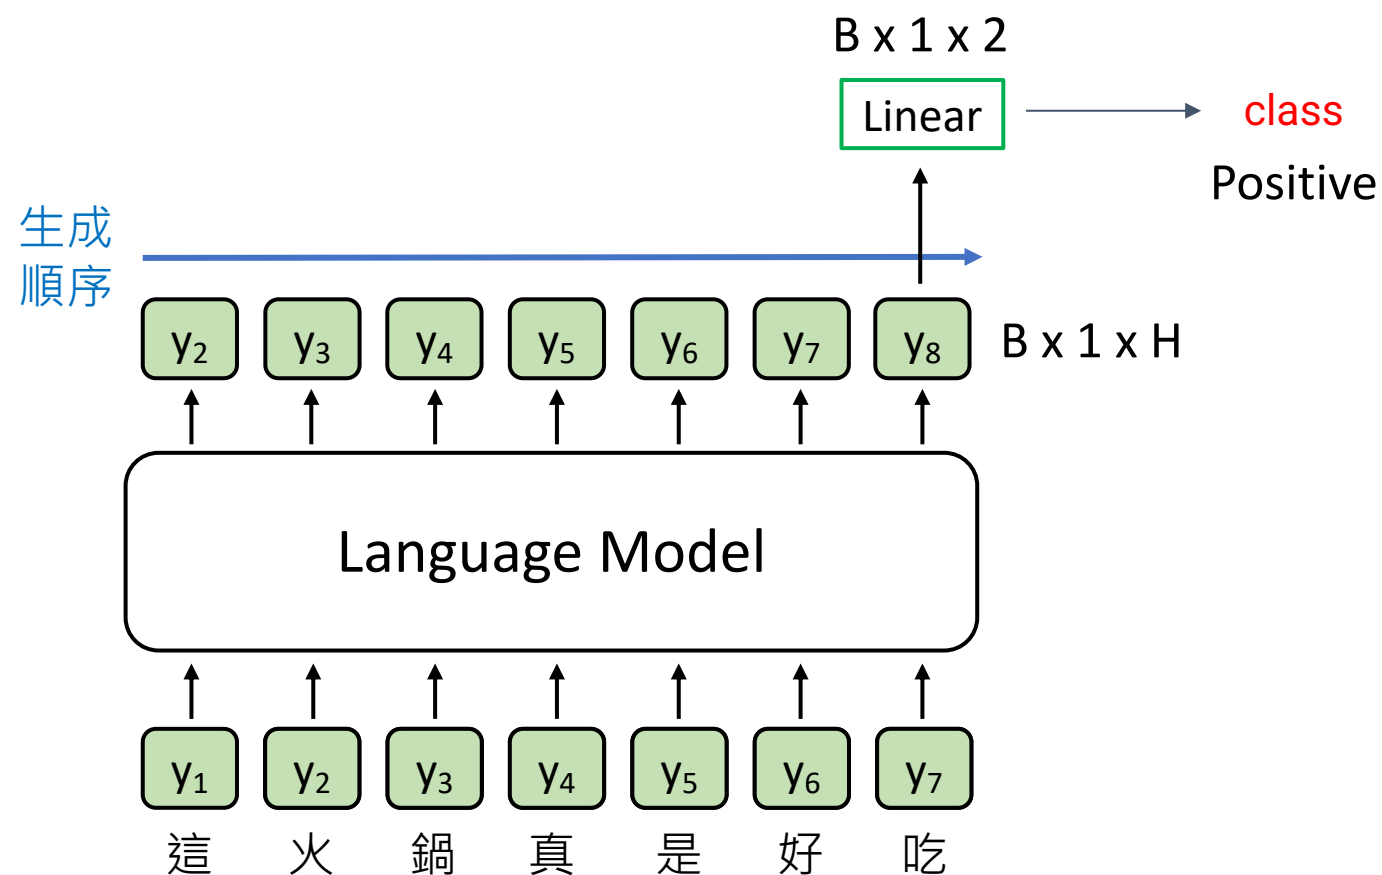 B x 1 x 2
Linear
class
Positive
生成
順序
y₂ y₃ y₄ y₅ y₆ y₇ y₈
B x 1 x H
Language Model
y₁ y₂ y₃ y₄ y₅ y₆ y₇
這 火 鍋 真 是 好 吃